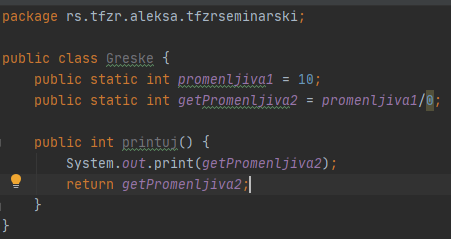 package rs.tfzr.aleksa.tfzrseminarski;
public class Greske {
public static int promenljiva1 = 10;
public static int getPromenljiva2 = promenljiva1/0;
public int printuj() {
System.out.print(getPromenljiva2);
return getPromenljiva2;
}
}